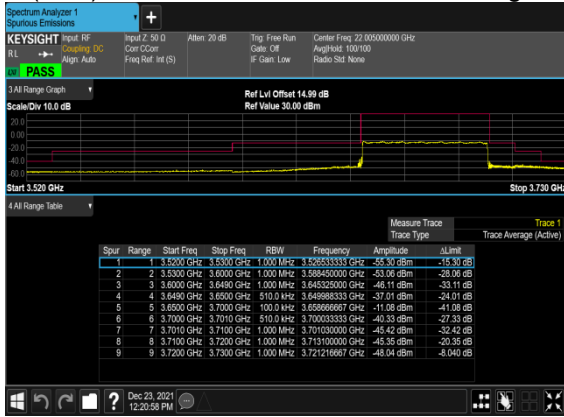 Spectrum Analyzer 1
Spurious Emissions
KEYSIGHT Input: RF Input Z: 50 Ω Atten: 20 dB Trig: Free Run Center Freq: 22.005000000 GHz
RL Coupling: DC Corr CCorr Gate: Off Avg|Hold: 100/100
Align: Auto Freq Ref: Int (S) IF Gain: Low Radio Std: None
PASS
3 All Range Graph Ref Lvl Offset 14.99 dB
Scale/Div 10.0 dB Ref Value 30.00 dBm
20.0
0.00
-20.0
-40.0
-60.0
Start 3.520 GHz Stop 3.730 GHz
4 All Range Table
Measure Trace Trace 1
Trace Type Trace Average (Active)
Spur Range Start Freq Stop Freq RBW Frequency Amplitude ΔLimit
1 1 3.5200 GHz 3.5300 GHz 1.000 MHz 3.526533333 GHz -55.30 dBm -15.30 dB
2 2 3.5300 GHz 3.6000 GHz 1.000 MHz 3.588450000 GHz -53.06 dBm -28.06 dB
3 3 3.6000 GHz 3.6490 GHz 1.000 MHz 3.645325000 GHz -46.11 dBm -33.11 dB
4 4 3.6490 GHz 3.6500 GHz 510.0 kHz 3.649988333 GHz -37.01 dBm -24.01 dB
5 5 3.6500 GHz 3.7000 GHz 100.0 kHz 3.658666667 GHz -11.08 dBm -41.08 dB
6 6 3.7000 GHz 3.7010 GHz 510.0 kHz 3.700033333 GHz -40.33 dBm -27.33 dB
7 7 3.7010 GHz 3.7100 GHz 1.000 MHz 3.701030000 GHz -45.42 dBm -32.42 dB
8 8 3.7100 GHz 3.7200 GHz 1.000 MHz 3.713100000 GHz -45.35 dBm -20.35 dB
9 9 3.7200 GHz 3.7300 GHz 1.000 MHz 3.721216667 GHz -48.04 dBm -8.040 dB
Dec 23, 2021
12:20:58 PM